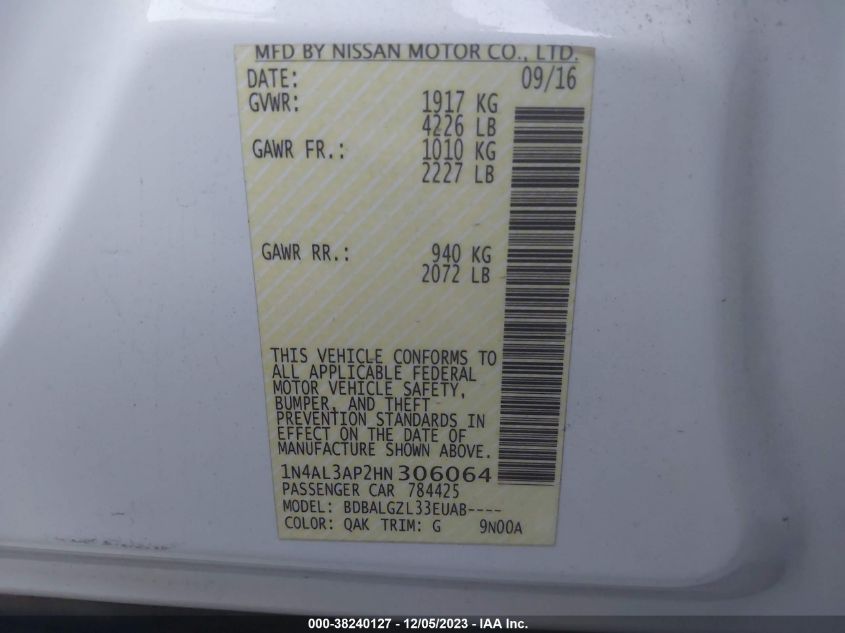 MFD BY NISSAN MOTOR CO., LTD.
DATE: 09/16
GVWR: 1917 KG
4226 LB
GAWR FR.: 1010 KG
2227 LB
GAWR RR.: 940 KG
2072 LB
THIS VEHICLE CONFORMS TO
ALL APPLICABLE FEDERAL
MOTOR VEHICLE SAFETY,
BUMPER, AND THEFT
PREVENTION STANDARDS IN
EFFECT ON THE DATE OF
MANUFACTURE SHOWN ABOVE.
1N4AL3AP2HN306064
PASSENGER CAR 784425
MODEL: BDBALGZL33EUAB----
COLOR: QAK TRIM: G 9N00A
000-38240127 - 12/05/2023 - IAA Inc.